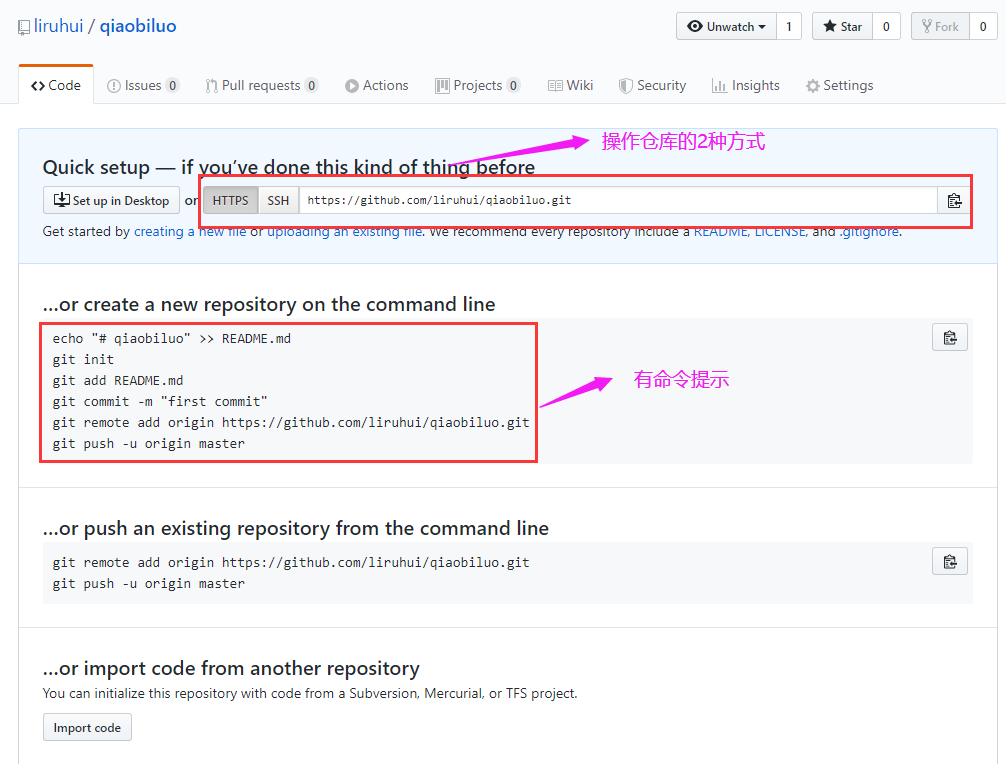 liruhui / qiaobiluo
Unwatch 1 Star 0 Fork 0
Code Issues 0 Pull requests 0 Actions Projects 0 Wiki Security Insights Settings
操作仓库的2种方式
Quick setup — if you've done this kind of thing before
Set up in Desktop or HTTPS SSH https://github.com/liruhui/qiaobiluo.git
Get started by creating a new file or uploading an existing file. We recommend every repository include a README, LICENSE, and .gitignore.
…or create a new repository on the command line
echo "# qiaobiluo" >> README.md
git init
git add README.md
有命令提示
git commit -m "first commit"
git remote add origin https://github.com/liruhui/qiaobiluo.git
git push -u origin master
…or push an existing repository from the command line
git remote add origin https://github.com/liruhui/qiaobiluo.git
git push -u origin master
…or import code from another repository
You can initialize this repository with code from a Subversion, Mercurial, or TFS project.
Import code